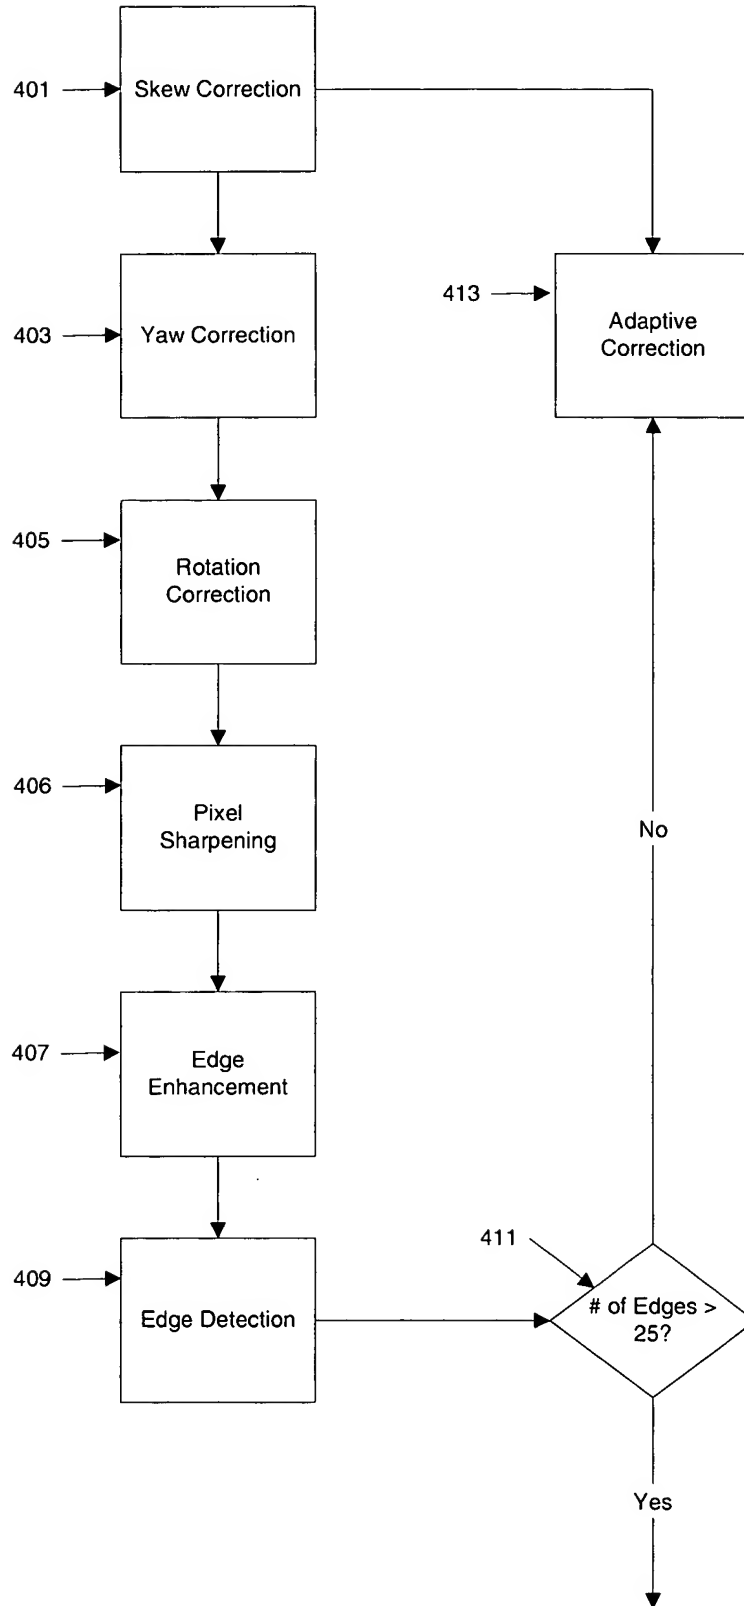 401
Skew Correction
403
Yaw Correction
413
Adaptive
Correction
405
Rotation
Correction
406
Pixel
Sharpening
No
407
Edge
Enhancement
411
409
Edge Detection
# of Edges >
25?
Yes